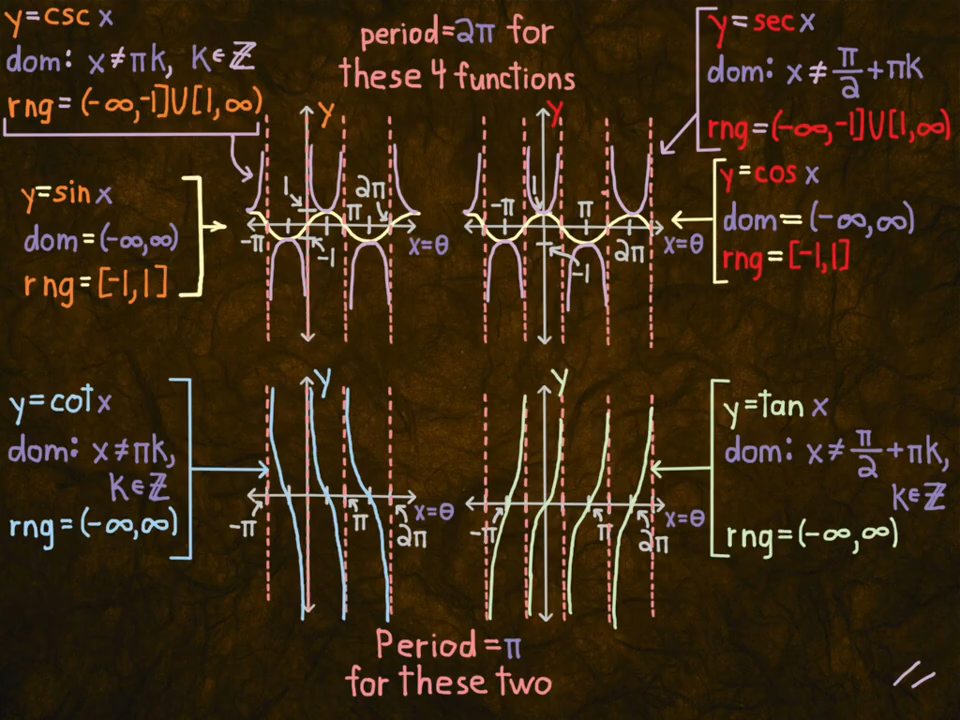 y=csc x
dom: x≠πk, K∈ℤ
rng=(-∞,-1]U[1,∞)
period=2π for
these 4 functions
y=sec x
dom: x≠π/2+πK
rng=(-∞,-1]U[1,∞)
y=sin x
dom=(-∞,∞)
rng=[-1,1]
y
1
2π
π
-π
-1
x=θ
y
1
-π
π
-1
2π
x=θ
y=cos x
dom=(-∞,∞)
rng=[-1,1]
y=cot x
dom: x≠πk,
K∈ℤ
rng=(-∞,∞)
y
-π
π
2π
x=θ
y
-π
π
2π
x=θ
y=tan x
dom: x≠π/2+πK,
K∈ℤ
rng=(-∞,∞)
Period=π
for these two